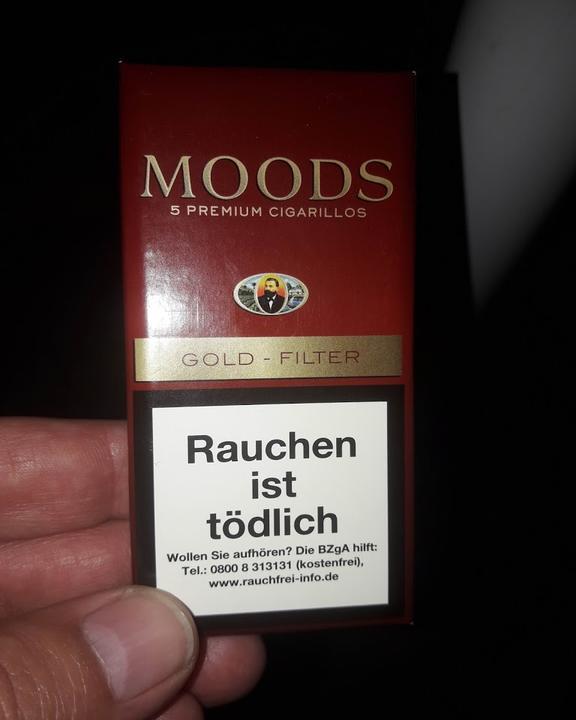 MOODS
5 PREMIUM CIGARILLOS
GOLD - FILTER
Rauchen
ist
tödlich
Wollen Sie aufhören? Die BZgA hilft:
Tel.: 0800 8 313131 (kostenfrei),
www.rauchfrei-info.de